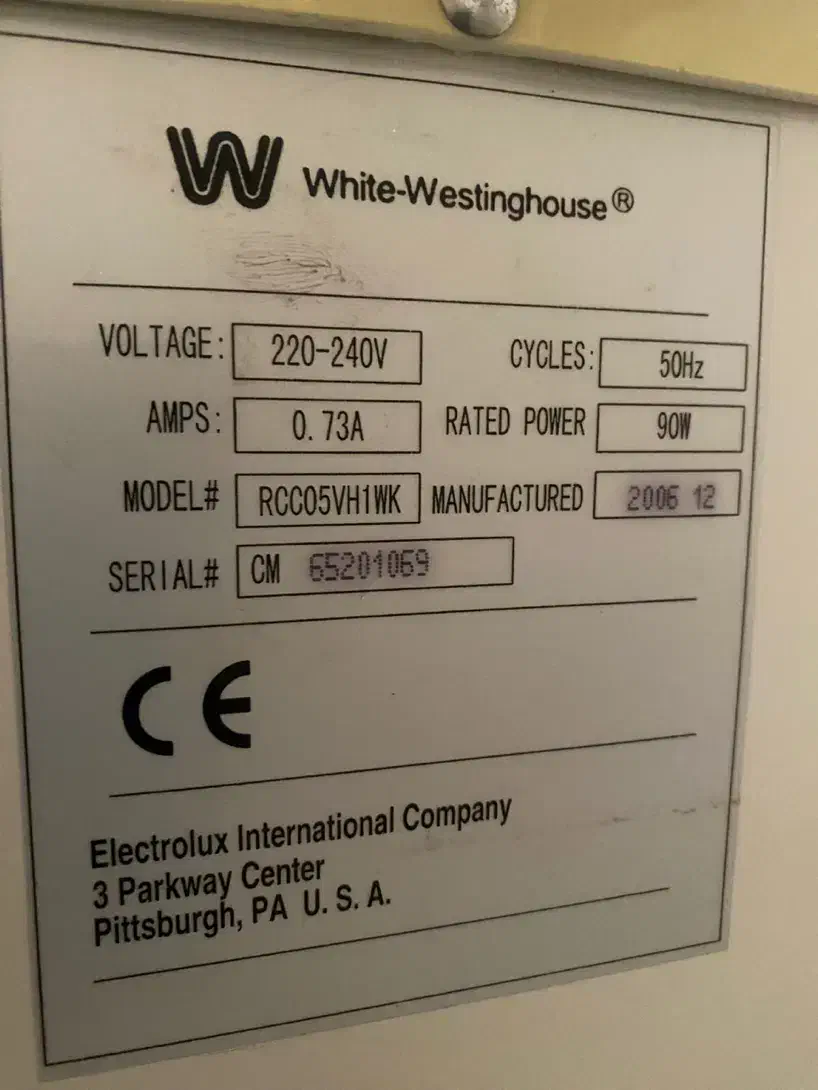 W White-Westinghouse®
VOLTAGE: 220-240V CYCLES: 50Hz
AMPS: 0.73A RATED POWER 90W
MODEL# RCC05VH1WK MANUFACTURED 2006 12
SERIAL# CM 65201069
CE
Electrolux International Company
3 Parkway Center
Pittsburgh, PA U. S. A.